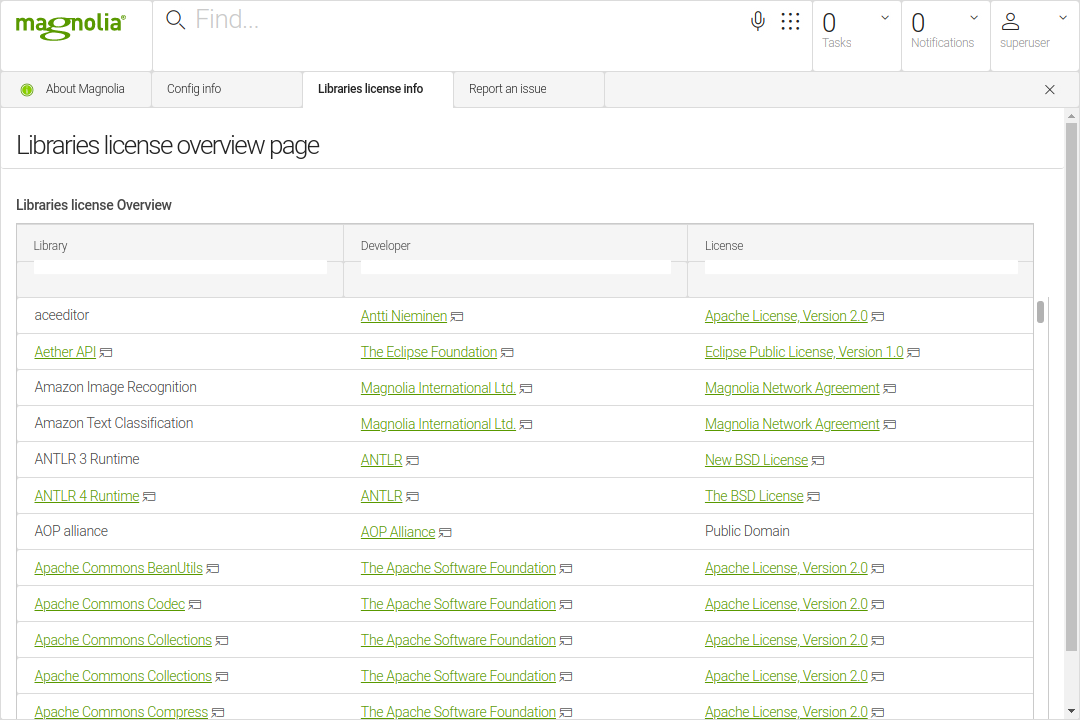 magnolia®
Find...
0
Tasks
0
Notifications
superuser
About Magnolia
Config info
Libraries license info
Report an issue
Libraries license overview page
Libraries license Overview
Library Developer License
aceeditor Antti Nieminen Apache License, Version 2.0
Aether API The Eclipse Foundation Eclipse Public License, Version 1.0
Amazon Image Recognition Magnolia International Ltd. Magnolia Network Agreement
Amazon Text Classification Magnolia International Ltd. Magnolia Network Agreement
ANTLR 3 Runtime ANTLR New BSD License
ANTLR 4 Runtime ANTLR The BSD License
AOP alliance AOP Alliance Public Domain
Apache Commons BeanUtils The Apache Software Foundation Apache License, Version 2.0
Apache Commons Codec The Apache Software Foundation Apache License, Version 2.0
Apache Commons Collections The Apache Software Foundation Apache License, Version 2.0
Apache Commons Collections The Apache Software Foundation Apache License, Version 2.0
Apache Commons Compress The Apache Software Foundation Apache License, Version 2.0